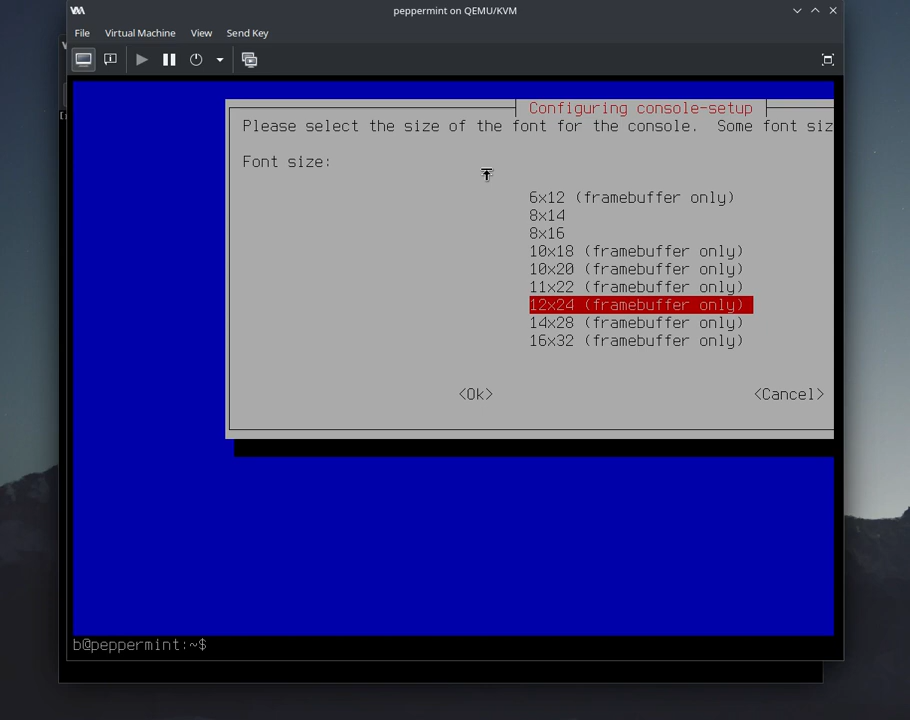 peppermint on QEMU/KVM
File Virtual Machine View Send Key
Configuring console-setup
Please select the size of the font for the console. Some font siz
Font size:
6x12 (framebuffer only)
8x14
8x16
10x18 (framebuffer only)
10x20 (framebuffer only)
11x22 (framebuffer only)
12x24 (framebuffer only)
14x28 (framebuffer only)
16x32 (framebuffer only)
<Ok> <Cancel>
b@peppermint:~$